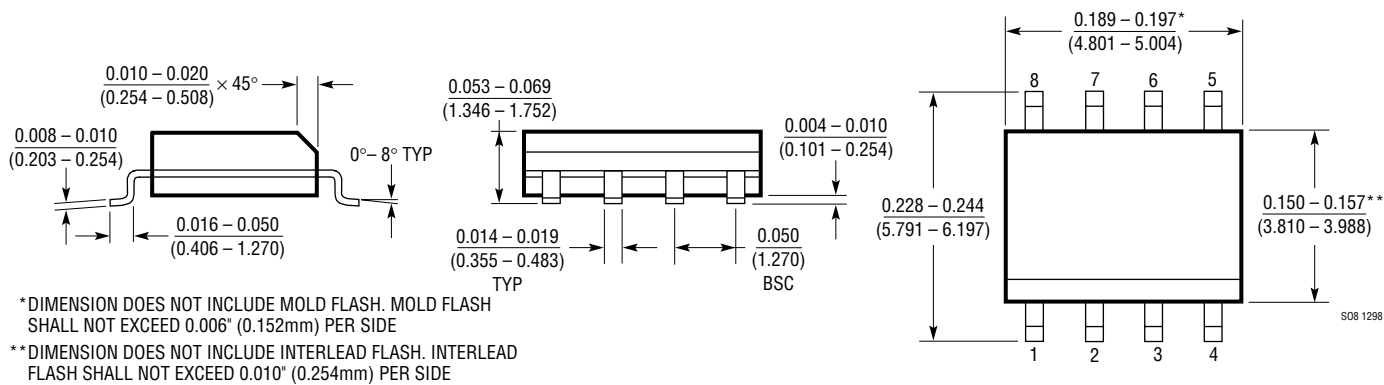 0.010 – 0.020
(0.254 – 0.508)
× 45°
0.008 – 0.010
(0.203 – 0.254)
0°– 8° TYP
0.016 – 0.050
(0.406 – 1.270)
0.053 – 0.069
(1.346 – 1.752)
0.004 – 0.010
(0.101 – 0.254)
0.014 – 0.019
(0.355 – 0.483)
TYP
0.050
(1.270)
BSC
0.189 – 0.197*
(4.801 – 5.004)
8 7 6 5
0.228 – 0.244
(5.791 – 6.197)
0.150 – 0.157**
(3.810 – 3.988)
1 2 3 4
SO8 1298
*DIMENSION DOES NOT INCLUDE MOLD FLASH. MOLD FLASH
SHALL NOT EXCEED 0.006" (0.152mm) PER SIDE
**DIMENSION DOES NOT INCLUDE INTERLEAD FLASH. INTERLEAD
FLASH SHALL NOT EXCEED 0.010" (0.254mm) PER SIDE